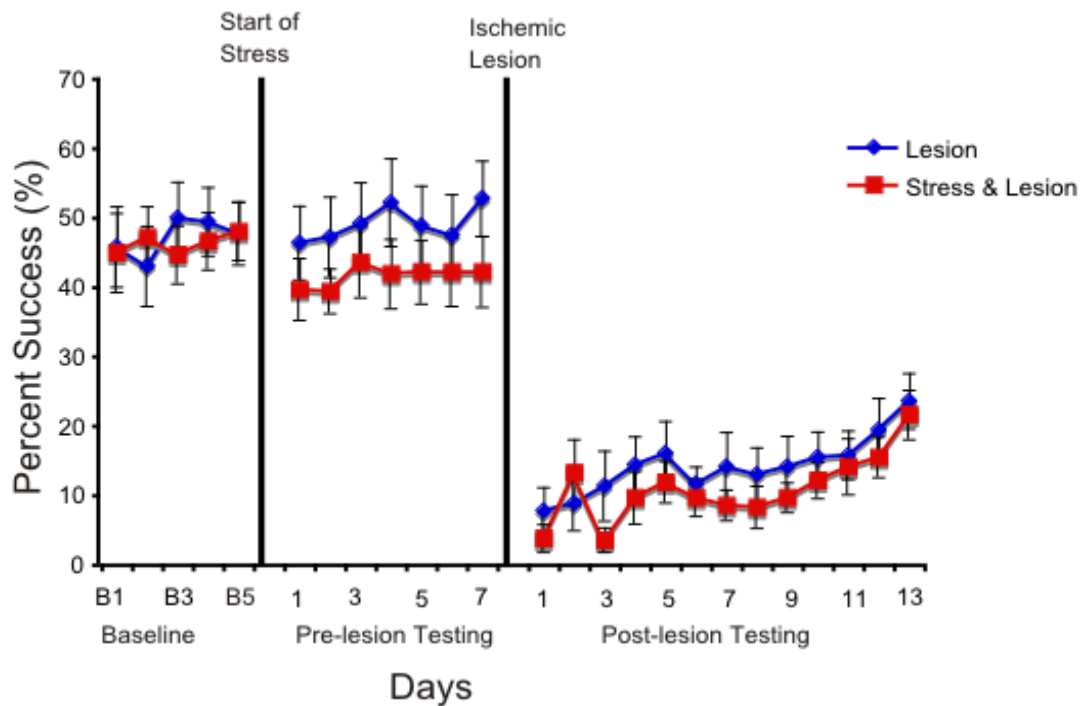 Start of
Stress
Ischemic
Lesion
70
60
50
40
30
20
10
0
Percent Success (%)
Lesion
Stress & Lesion
B1 B3 B5 1 3 5 7 1 3 5 7 9 11 13
Baseline Pre-lesion Testing Post-lesion Testing
Days